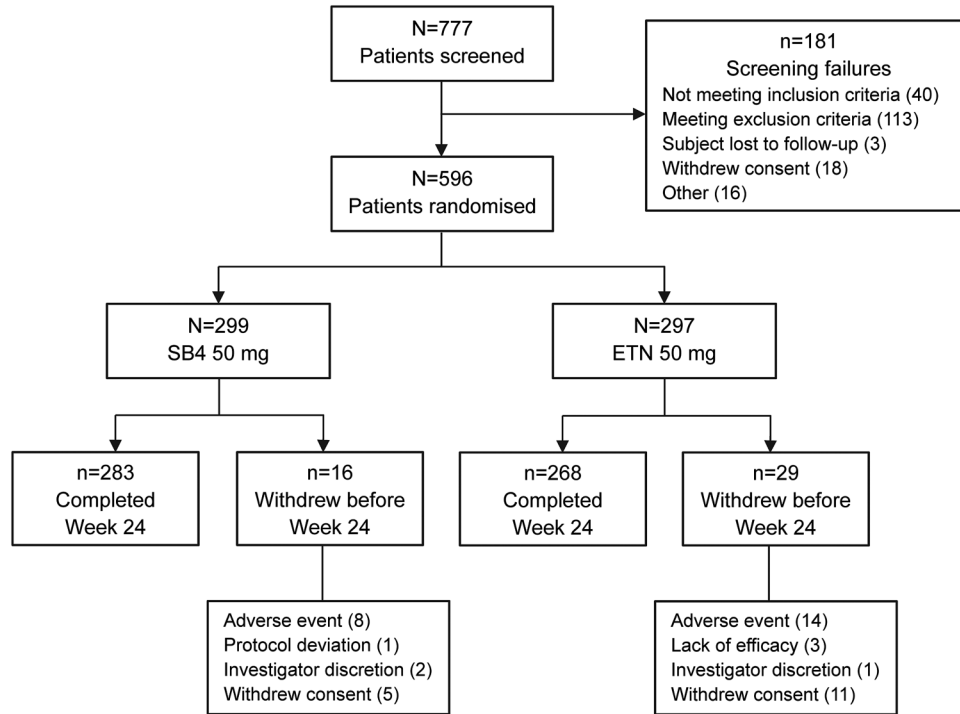 N=777
Patients screened
n=181
Screening failures
Not meeting inclusion criteria (40)
Meeting exclusion criteria (113)
Subject lost to follow-up (3)
Withdrew consent (18)
Other (16)
N=596
Patients randomised
N=299
SB4 50 mg
N=297
ETN 50 mg
n=283
Completed
Week 24
n=16
Withdrew before
Week 24
n=268
Completed
Week 24
n=29
Withdrew before
Week 24
Adverse event (8)
Protocol deviation (1)
Investigator discretion (2)
Withdrew consent (5)
Adverse event (14)
Lack of efficacy (3)
Investigator discretion (1)
Withdrew consent (11)